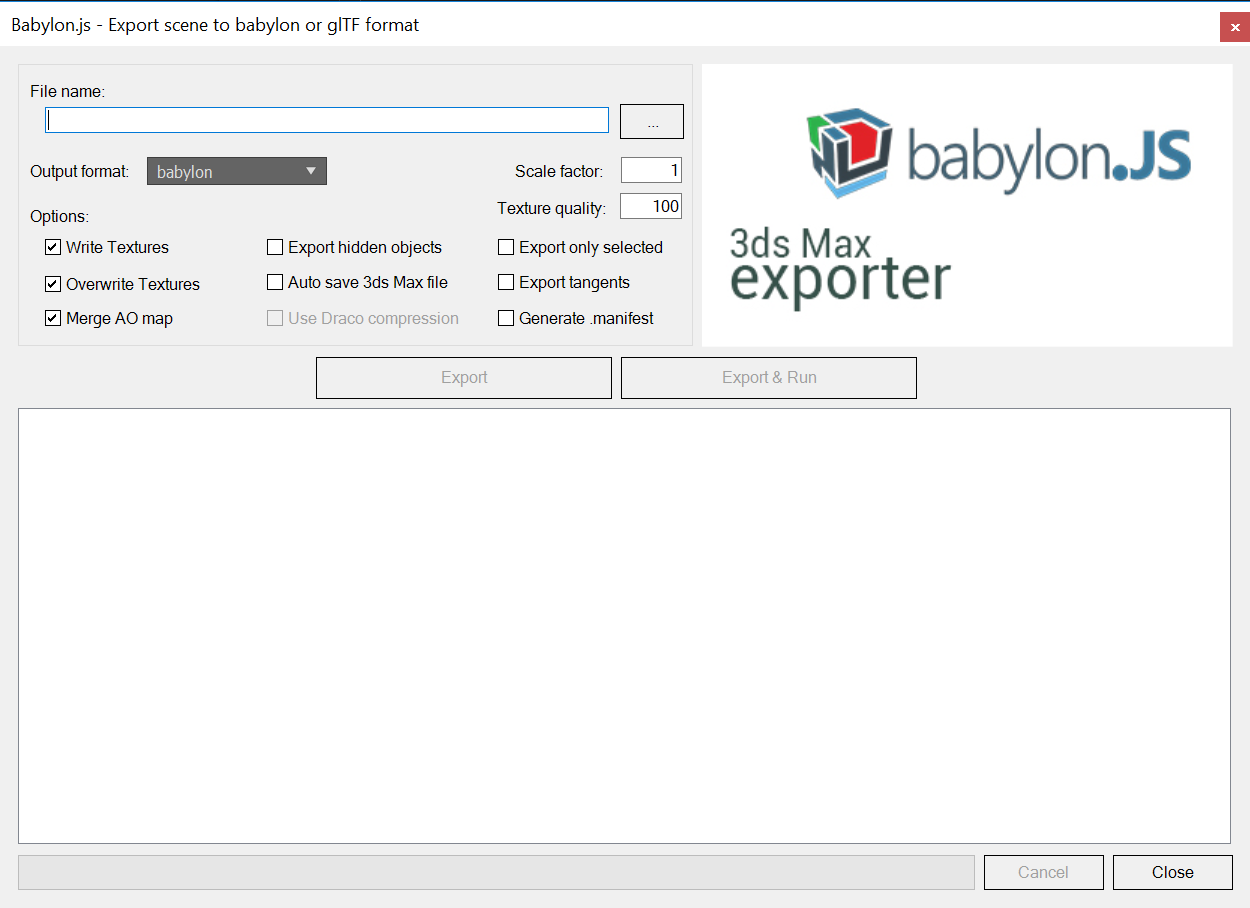 Babylon.js - Export scene to babylon or glTF format
×
File name:
...
Output format:
babylon
Scale factor:
1
Texture quality:
100
Options:
Write Textures
Export hidden objects
Export only selected
Overwrite Textures
Auto save 3ds Max file
Export tangents
Merge AO map
Use Draco compression
Generate .manifest
babylon.JS
3ds Max
exporter
Export
Export & Run
Cancel
Close